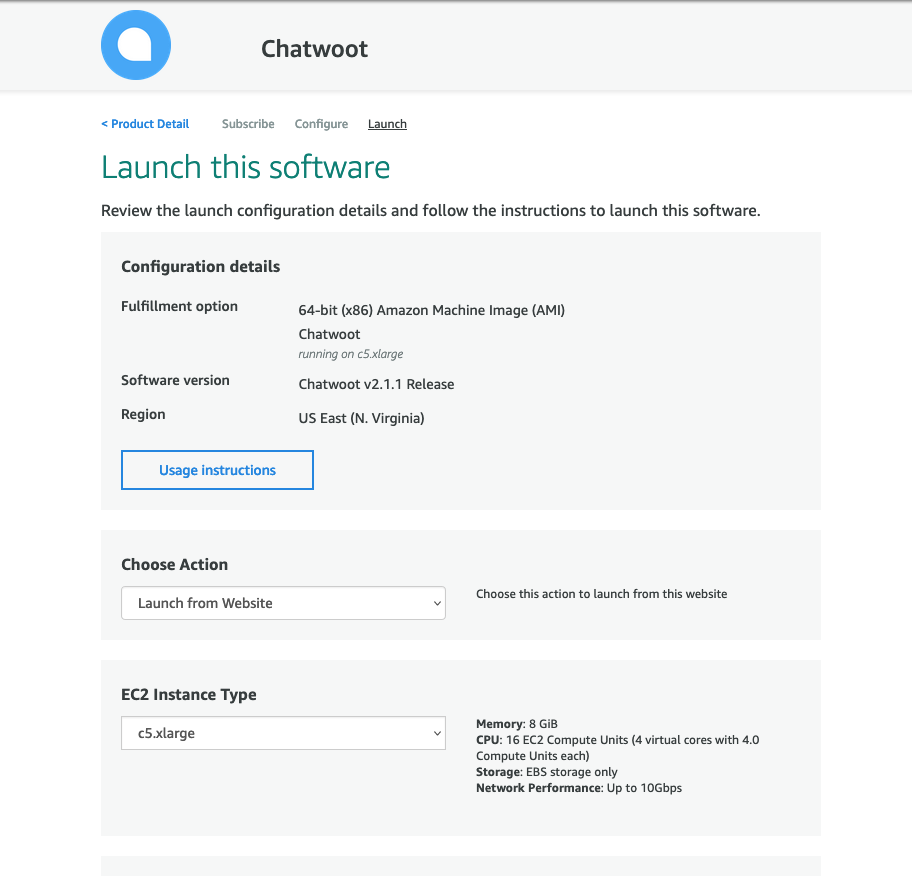 Chatwoot
< Product Detail Subscribe Configure Launch
Launch this software
Review the launch configuration details and follow the instructions to launch this software.
Configuration details
Fulfillment option
64-bit (x86) Amazon Machine Image (AMI)
Chatwoot
running on c5.xlarge
Software version
Chatwoot v2.1.1 Release
Region
US East (N. Virginia)
Usage instructions
Choose Action
Launch from Website
Choose this action to launch from this website
EC2 Instance Type
c5.xlarge
Memory: 8 GiB
CPU: 16 EC2 Compute Units (4 virtual cores with 4.0
Compute Units each)
Storage: EBS storage only
Network Performance: Up to 10Gbps